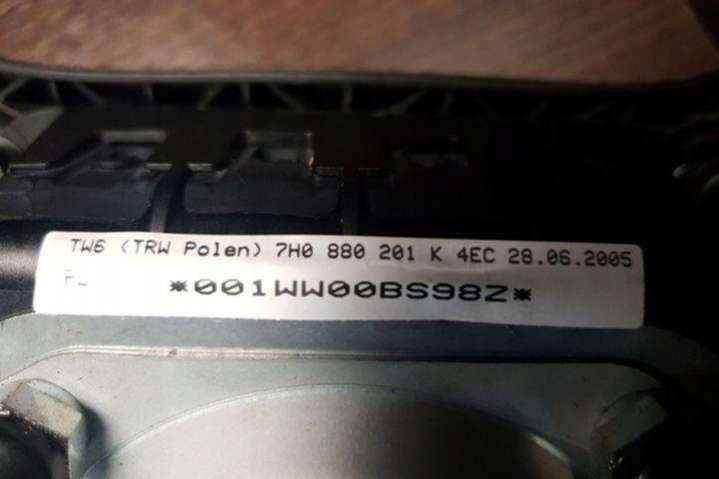 TW6 (TRW Polen) 7H0 880 201 K 4EC 28.06.2005
*001WW00BS98Z*